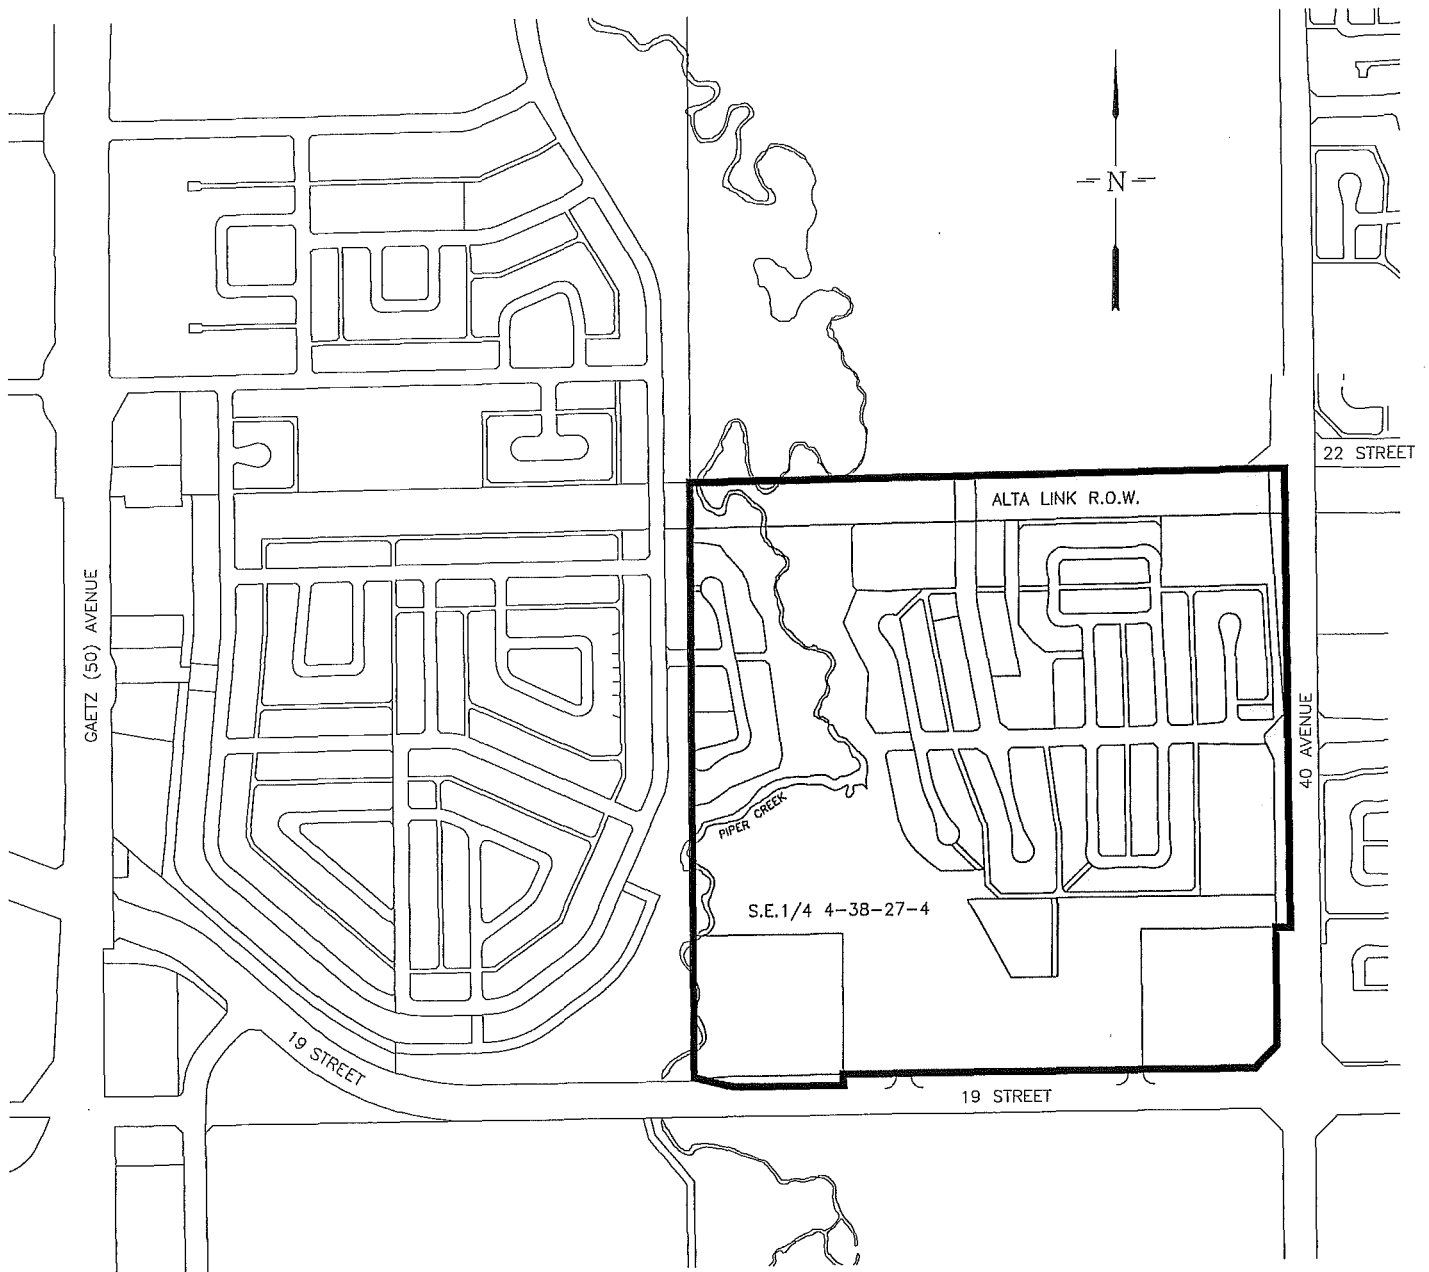 N
22 STREET
ALTA LINK R.O.W.
GAETZ (50) AVENUE
40 AVENUE
PIPER CREEK
S.E.1/4 4-38-27-4
19 STREET
19 STREET